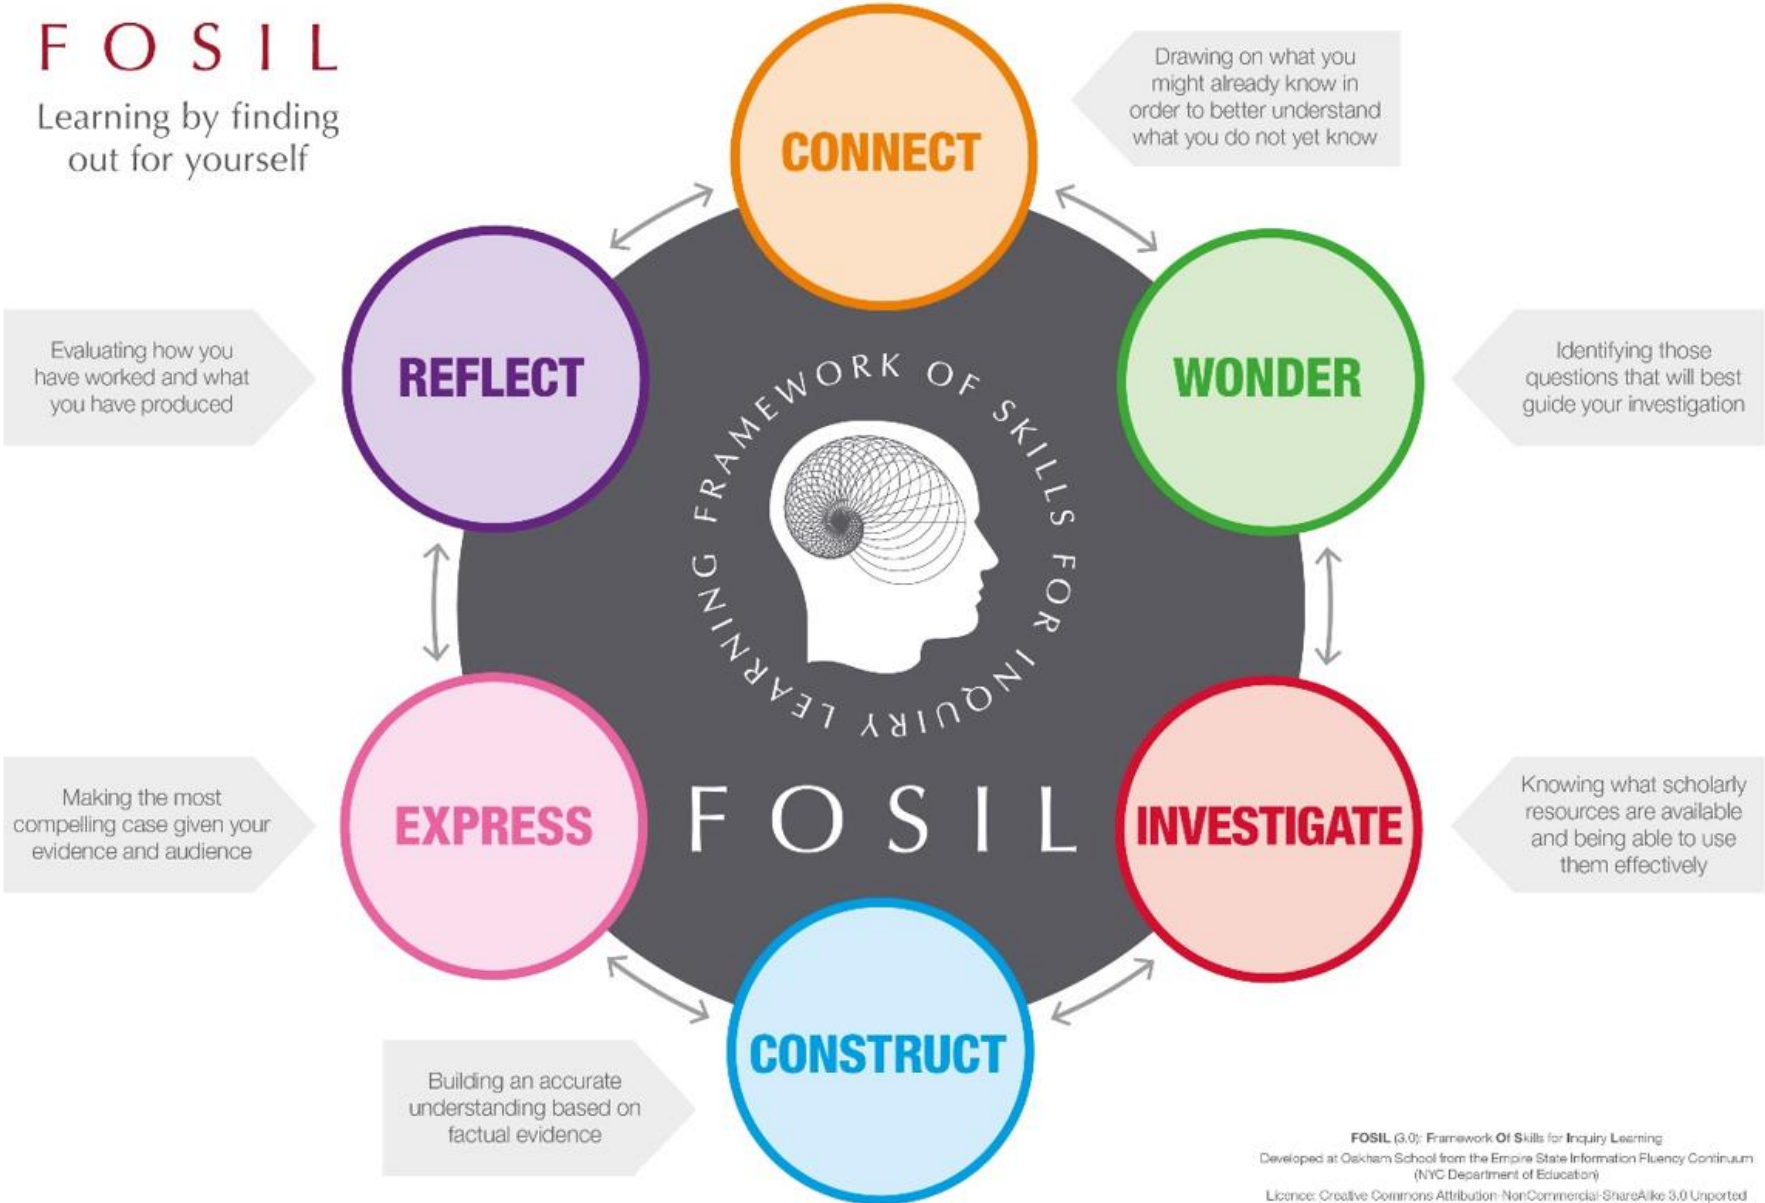 F O S I L
Learning by finding
out for yourself
CONNECT
Drawing on what you
might already know in
order to better understand
what you do not yet know
WONDER
Identifying those
questions that will best
guide your investigation
INVESTIGATE
Knowing what scholarly
resources are available
and being able to use
them effectively
CONSTRUCT
Building an accurate
understanding based on
factual evidence
EXPRESS
Making the most
compelling case given your
evidence and audience
REFLECT
Evaluating how you
have worked and what
you have produced
FRAMEWORK OF SKILLS FOR INQUIRY LEARNING
F O S I L
FOSIL (3.0): Framework Of Skills for Inquiry Learning
Developed at Oakham School from the Empire State Information Fluency Continuum
(NYC Department of Education)
Licence: Creative Commons Attribution-NonCommercial-ShareAlike 3.0 Unported